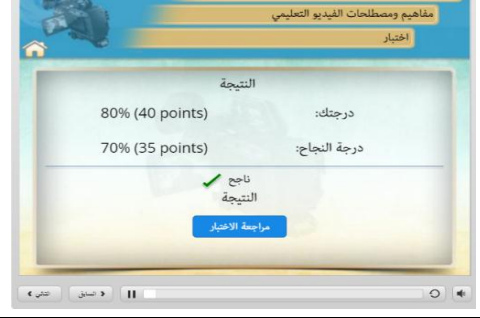 مفاهيم ومصطلحات الفيديو التعليمي
اختبار
النتيجة
درجتك: 80% (40 points)
درجة النجاح: 70% (35 points)
ناجح
النتيجة
مراجعة الاختبار
السابق
التالي